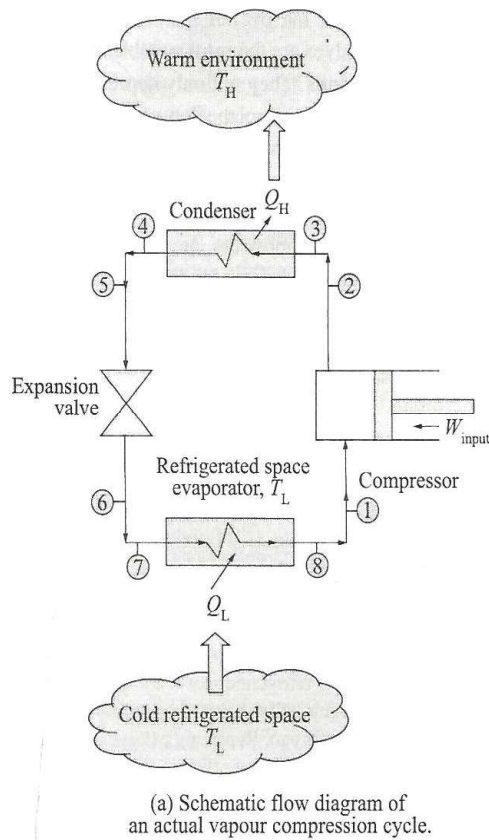 Warm environment
T_H
Condenser
Q_H
4
3
5
2
Expansion
valve
W_input
Refrigerated space
evaporator, T_L
Compressor
6
1
7
8
Q_L
Cold refrigerated space
T_L
(a) Schematic flow diagram of
an actual vapour compression cycle.